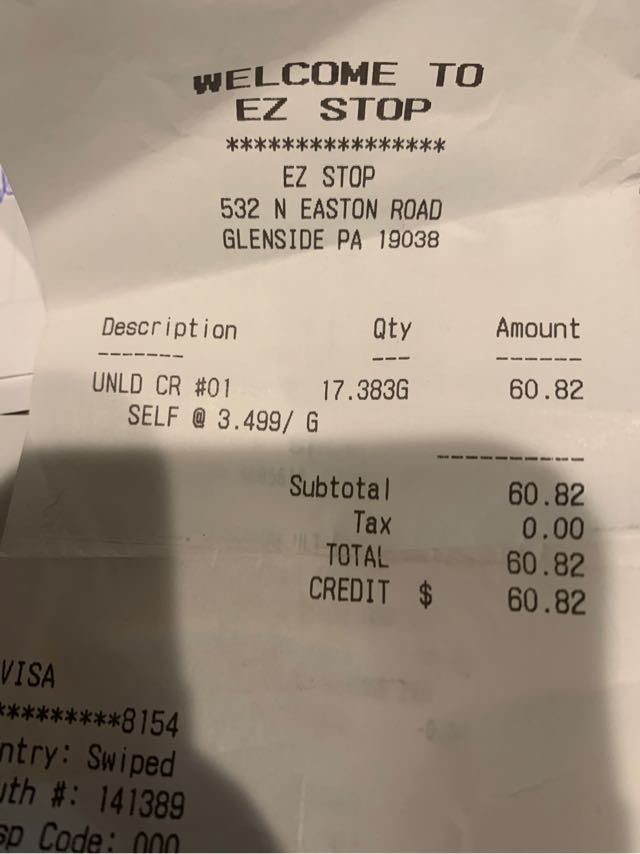 WELCOME TO
EZ STOP
****************
EZ STOP
532 N EASTON ROAD
GLENSIDE PA 19038
Description Qty Amount
------- --- ------
UNLD CR #01 17.383G 60.82
SELF @ 3.499/ G
----------
Subtotal 60.82
Tax 0.00
TOTAL 60.82
CREDIT $ 60.82
VISA
*********8154
ntry: Swiped
uth #: 141389
sp Code: 000